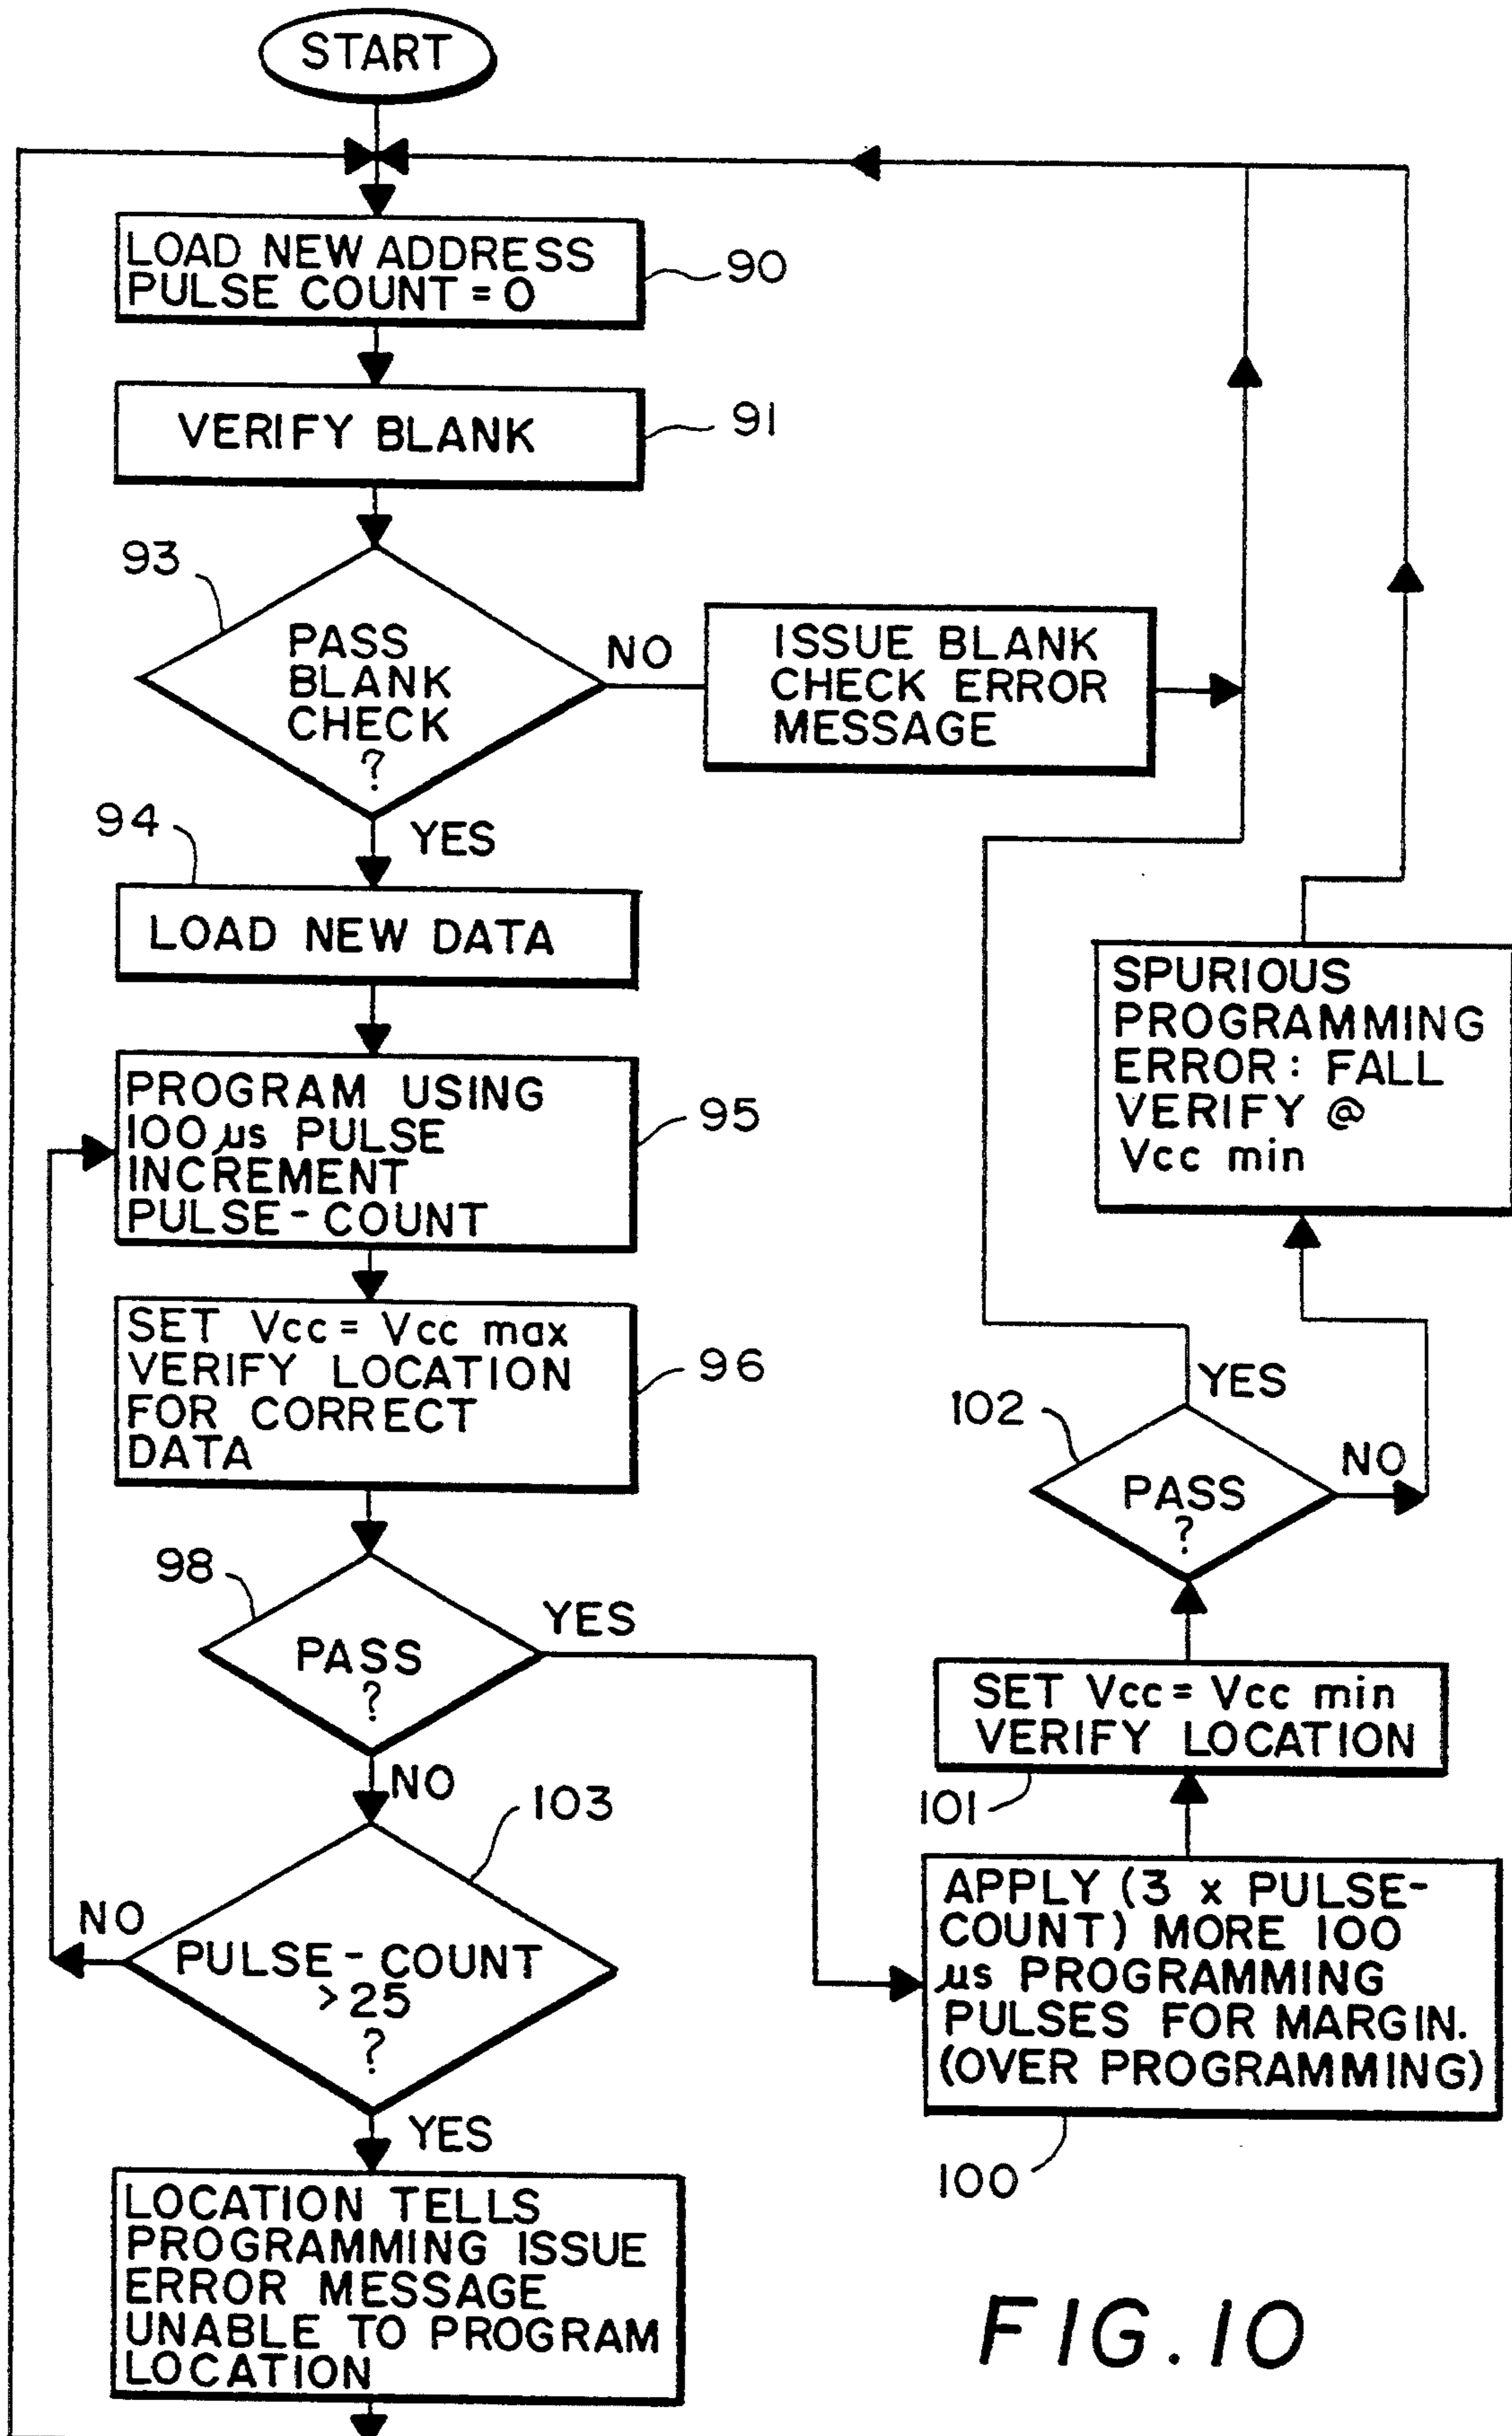 START
LOAD NEW ADDRESS
PULSE COUNT = 0
90
VERIFY BLANK
91
93
PASS
BLANK
CHECK
?
NO
ISSUE BLANK
CHECK ERROR
MESSAGE
YES
94
LOAD NEW DATA
PROGRAM USING
100 µs PULSE
INCREMENT
PULSE-COUNT
95
SET Vcc = Vcc max
VERIFY LOCATION
FOR CORRECT
DATA
96
98
PASS
?
YES
NO
103
PULSE-COUNT
>25
?
NO
YES
LOCATION TELLS
PROGRAMMING ISSUE
ERROR MESSAGE
UNABLE TO PROGRAM
LOCATION
SPURIOUS
PROGRAMMING
ERROR: FALL
VERIFY @
Vcc min
YES
102
PASS
?
NO
SET Vcc = Vcc min
VERIFY LOCATION
101
APPLY (3 x PULSE-
COUNT) MORE 100
µs PROGRAMMING
PULSES FOR MARGIN.
(OVER PROGRAMMING)
100
FIG. 10